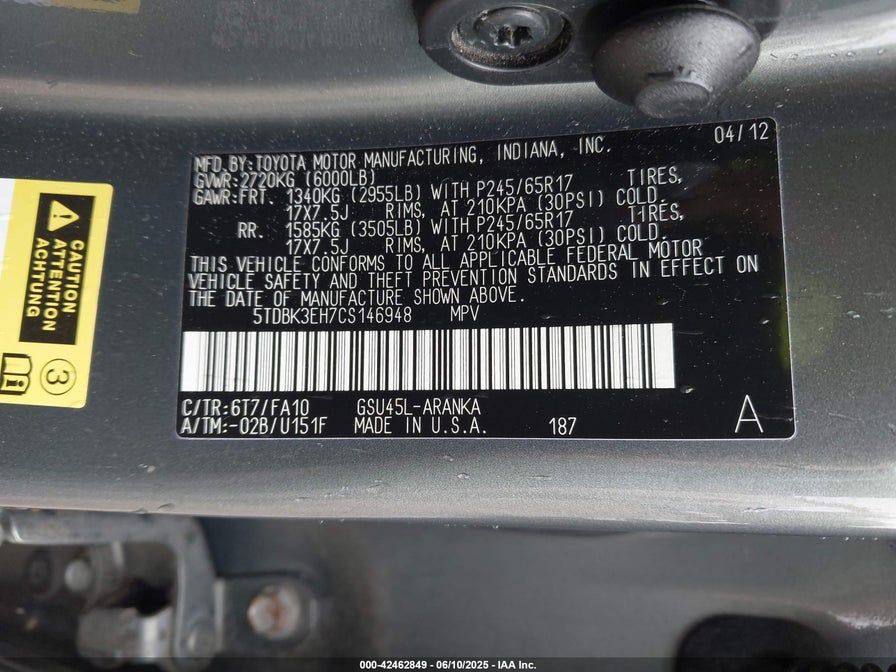 04/12
MFD.BY:TOYOTA MOTOR MANUFACTURING, INDIANA, INC.
GVWR:2720KG (6000LB)
GAWR:FRT. 1340KG (2955LB) WITH P245/65R17 TIRES,
17X7.5J RIMS, AT 210KPA (30PSI) COLD.
RR. 1585KG (3505LB) WITH P245/65R17 TIRES,
17X7.5J RIMS, AT 210KPA (30PSI) COLD.
THIS VEHICLE CONFORMS TO ALL APPLICABLE FEDERAL MOTOR
VEHICLE SAFETY AND THEFT PREVENTION STANDARDS IN EFFECT ON
THE DATE OF MANUFACTURE SHOWN ABOVE.
5TDBK3EH7CS146948 MPV
C/TR:6T7/FA10 GSU45L-ARANKA
A/TM:-02B/U151F MADE IN U.S.A. 187 A
CAUTION
ATTENTION
ACHTUNG
3
000-42462849 - 06/10/2025 - IAA Inc.